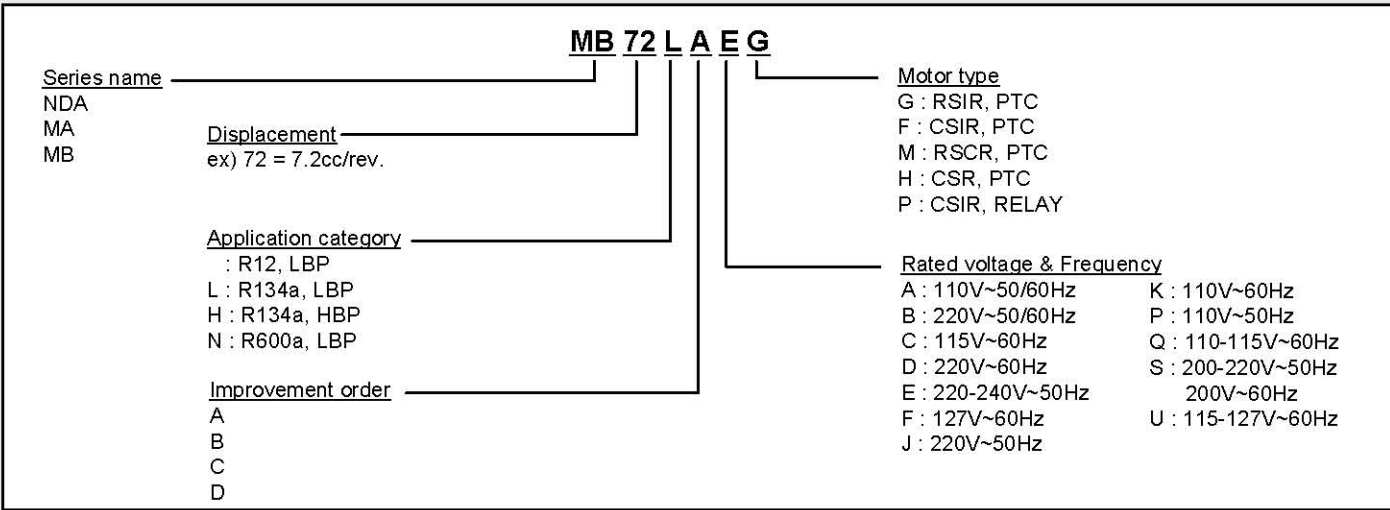 MB 72 L A E G
Series name
NDA
MA
MB
Displacement
ex) 72 = 7.2cc/rev.
Application category
: R12, LBP
L : R134a, LBP
H : R134a, HBP
N : R600a, LBP
Improvement order
A
B
C
D
Motor type
G : RSIR, PTC
F : CSIR, PTC
M : RSCR, PTC
H : CSR, PTC
P : CSIR, RELAY
Rated voltage & Frequency
A : 110V~50/60Hz
B : 220V~50/60Hz
C : 115V~60Hz
D : 220V~60Hz
E : 220-240V~50Hz
F : 127V~60Hz
J : 220V~50Hz
K : 110V~60Hz
P : 110V~50Hz
Q : 110-115V~60Hz
S : 200-220V~50Hz
200V~60Hz
U : 115-127V~60Hz